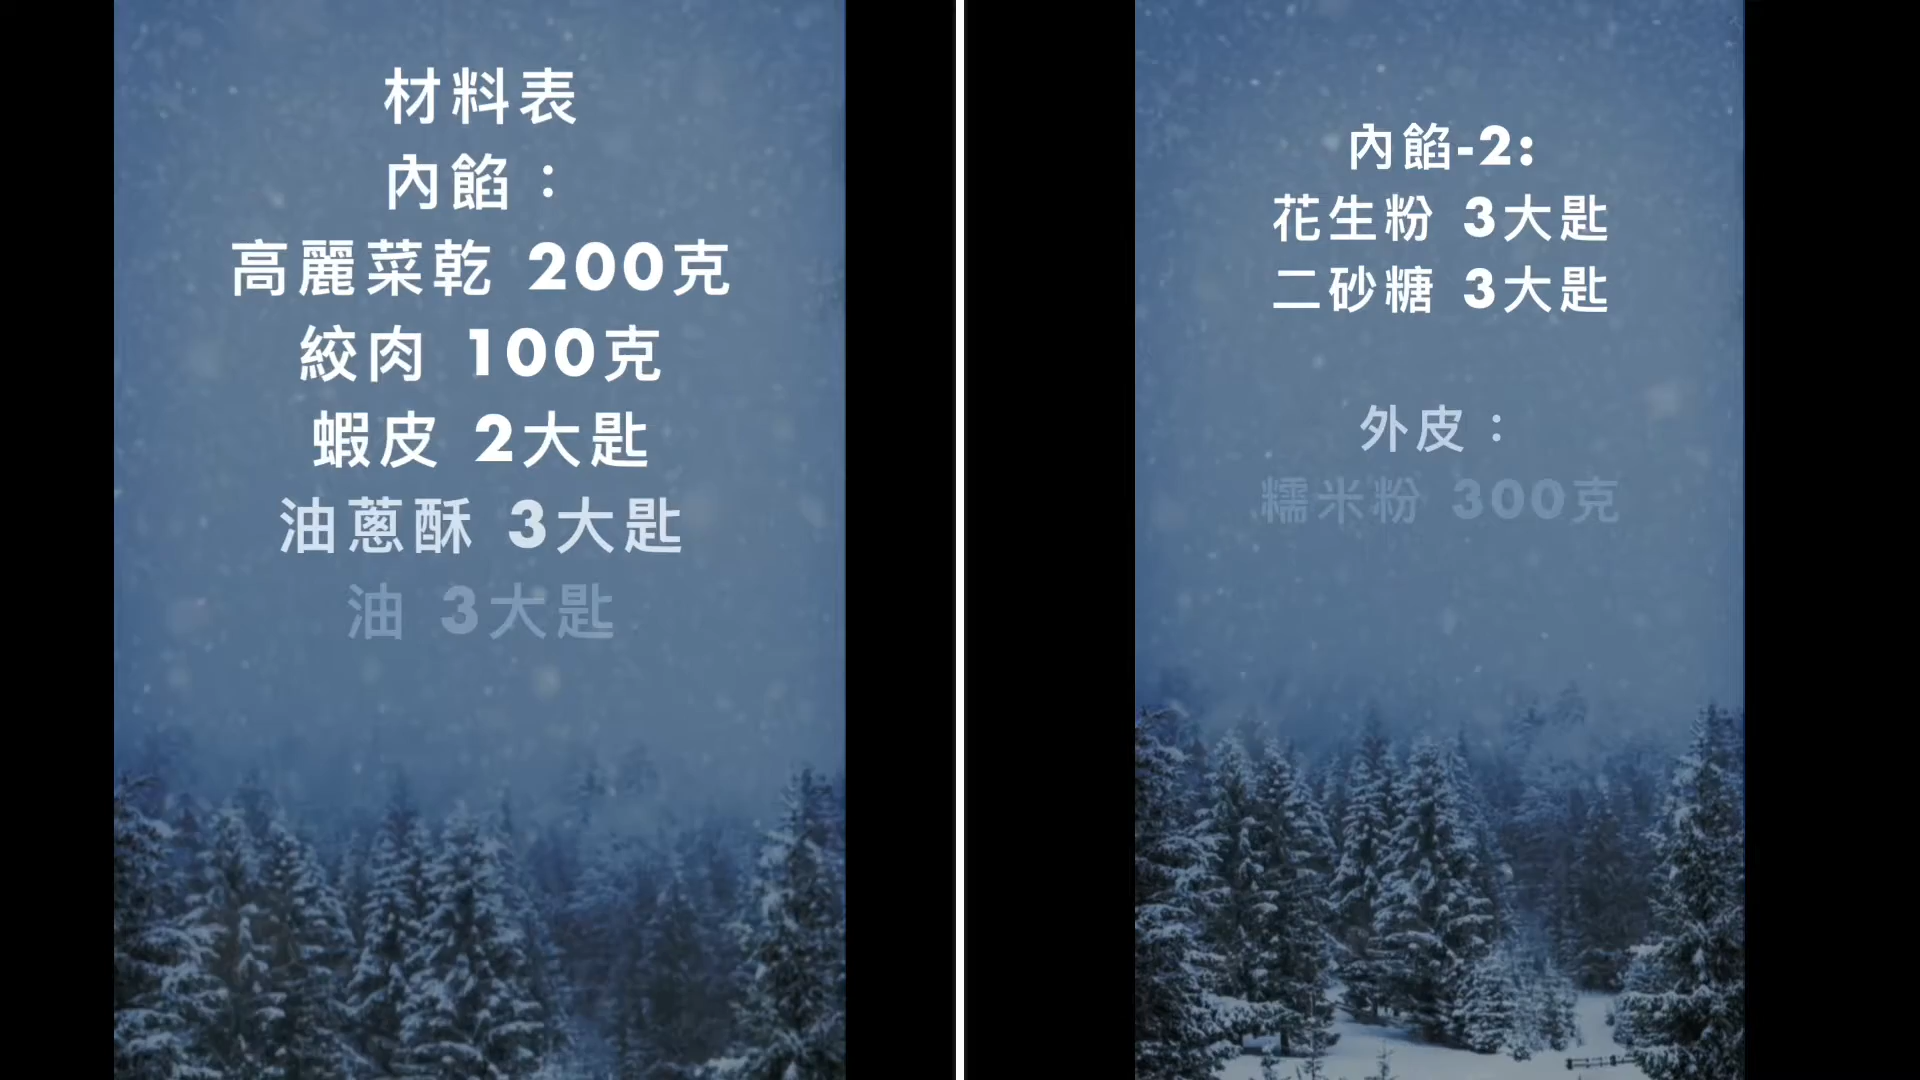 材料表
內餡：
高麗菜乾 200克
絞肉 100克
蝦皮 2大匙
油蔥酥 3大匙
油 3大匙
內餡-2:
花生粉 3大匙
二砂糖 3大匙
外皮：
糯米粉 300克